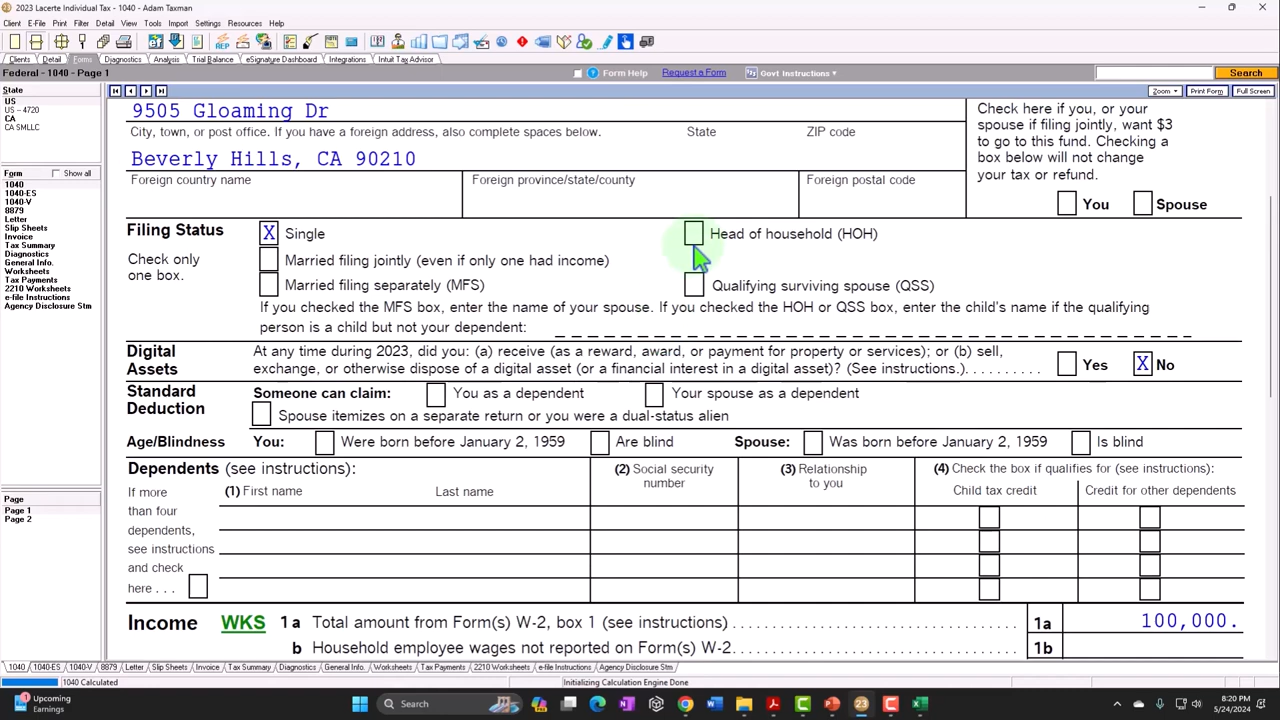 2023 Lacerte Individual Tax - 1040 - Adam Taxman
Client E-File Print Filter Detail View Tools Import Settings Resources Help
Clients Detail Forms Diagnostics Analysis Trial Balance eSignature Dashboard Integrations Intuit Tax Advisor
Federal - 1040 - Page 1
Form Help Request a Form Govt Instructions Search
State
US
US - 4720
CA
CA SMLLC
Zoom Print Form Full Screen
Form Show all
1040
1040-ES
1040-V
8879
Letter
Slip Sheets
Invoice
Tax Summary
Diagnostics
General Info.
Worksheets
Tax Payments
2210 Worksheets
e-file Instructions
Agency Disclosure Stm
Page
Page 1
Page 2
9505 Gloaming Dr
City, town, or post office. If you have a foreign address, also complete spaces below. State ZIP code
Beverly Hills, CA 90210
Foreign country name Foreign province/state/county Foreign postal code
Check here if you, or your
spouse if filing jointly, want $3
to go to this fund. Checking a
box below will not change
your tax or refund.
You Spouse
Filing Status X Single Head of household (HOH)
Check only
one box.
Married filing jointly (even if only one had income)
Married filing separately (MFS) Qualifying surviving spouse (QSS)
If you checked the MFS box, enter the name of your spouse. If you checked the HOH or QSS box, enter the child's name if the qualifying
person is a child but not your dependent:
Digital
Assets
At any time during 2023, did you: (a) receive (as a reward, award, or payment for property or services); or (b) sell,
exchange, or otherwise dispose of a digital asset (or a financial interest in a digital asset)? (See instructions.) . . . . . . . . . . Yes X No
Standard
Deduction
Someone can claim: You as a dependent Your spouse as a dependent
Spouse itemizes on a separate return or you were a dual-status alien
Age/Blindness You: Were born before January 2, 1959 Are blind Spouse: Was born before January 2, 1959 Is blind
Dependents (see instructions): (2) Social security
number
(3) Relationship
to you
(4) Check the box if qualifies for (see instructions):
If more
than four
dependents,
see instructions
and check
here . . .
(1) First name Last name Child tax credit Credit for other dependents
Income WKS 1 a Total amount from Form(s) W-2, box 1 (see instructions) 1a 100,000.
b Household employee wages not reported on Form(s) W-2. 1b
1040 1040-ES 1040-V 8879 Letter Slip Sheets Invoice Tax Summary Diagnostics General Info. Worksheets Tax Payments 2210 Worksheets e-file Instructions Agency Disclosure Stm
1040 Calculated Initializing Calculation Engine Done
1
Upcoming
Earnings
Search
23
8:20 PM
5/24/2024